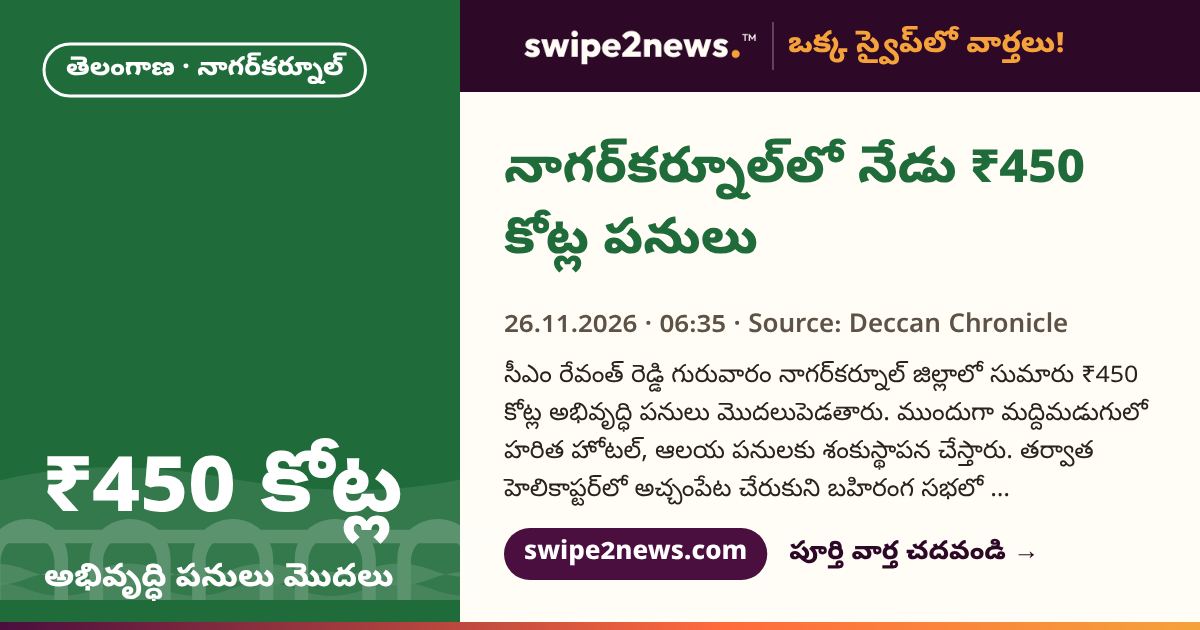 తెలంగాణ · నాగర్‌కర్నూల్
₹450 కోట్ల
అభివృద్ధి పనులు మొదలు
swipe2news.™ ఒక్క స్వైప్‌లో వార్తలు!
నాగర్‌కర్నూల్‌లో నేడు ₹450
కోట్ల పనులు
26.11.2026 · 06:35 · Source: Deccan Chronicle
సీఎం రేవంత్ రెడ్డి గురువారం నాగర్‌కర్నూల్ జిల్లాలో సుమారు ₹450
కోట్ల అభివృద్ధి పనులు మొదలుపెడతారు. ముందుగా మద్దిమడుగులో
హరిత హోటల్, ఆలయ పనులకు శంకుస్థాపన చేస్తారు. తర్వాత
హెలికాప్టర్‌లో అచ్చంపేట చేరుకుని బహిరంగ సభలో ...
swipe2news.com పూర్తి వార్త చదవండి →